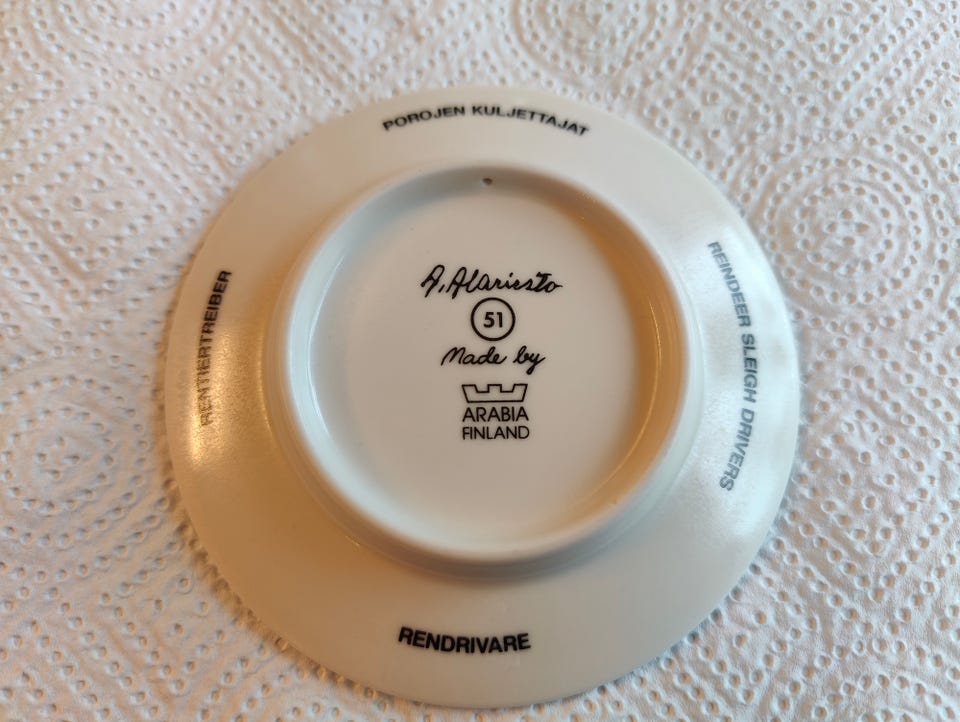 POROJEN KULJETTAJAT
REINDEER SLEIGH DRIVERS
RENTIERTREIBER
A. Alariesto
51
Made by
ARABIA
FINLAND
RENDRIVARE